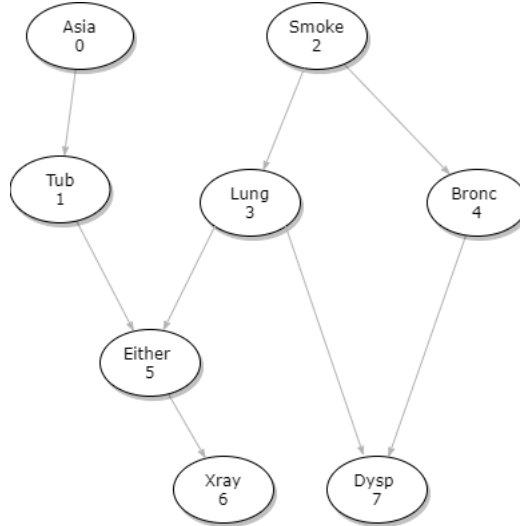 Asia
0
Smoke
2
Tub
1
Lung
3
Bronc
4
Either
5
Xray
6
Dysp
7